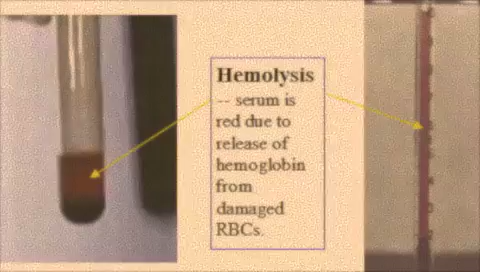 Hemolysis
-- serum is
red due to
release of
hemoglobin
from
damaged
RBCs.